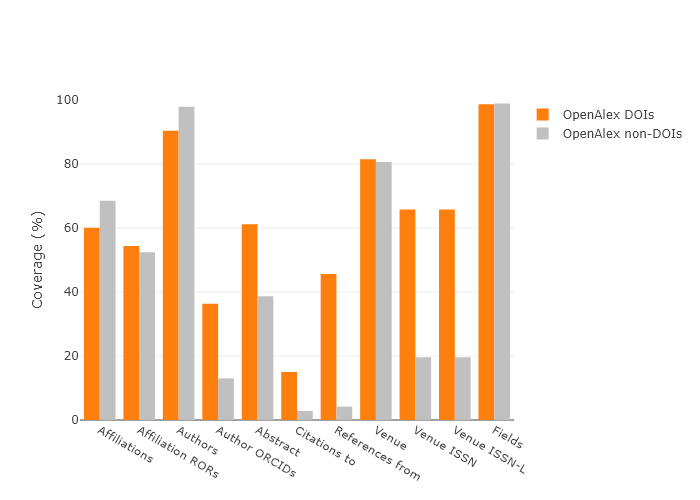 100
80
60
40
20
0
Coverage (%)
Affiliations
Affiliation RORs
Authors
Author ORCIDs
Abstract
Citations to
References from
Venue
Venue ISSN
Venue ISSN-L
Fields
OpenAlex DOIs
OpenAlex non-DOIs